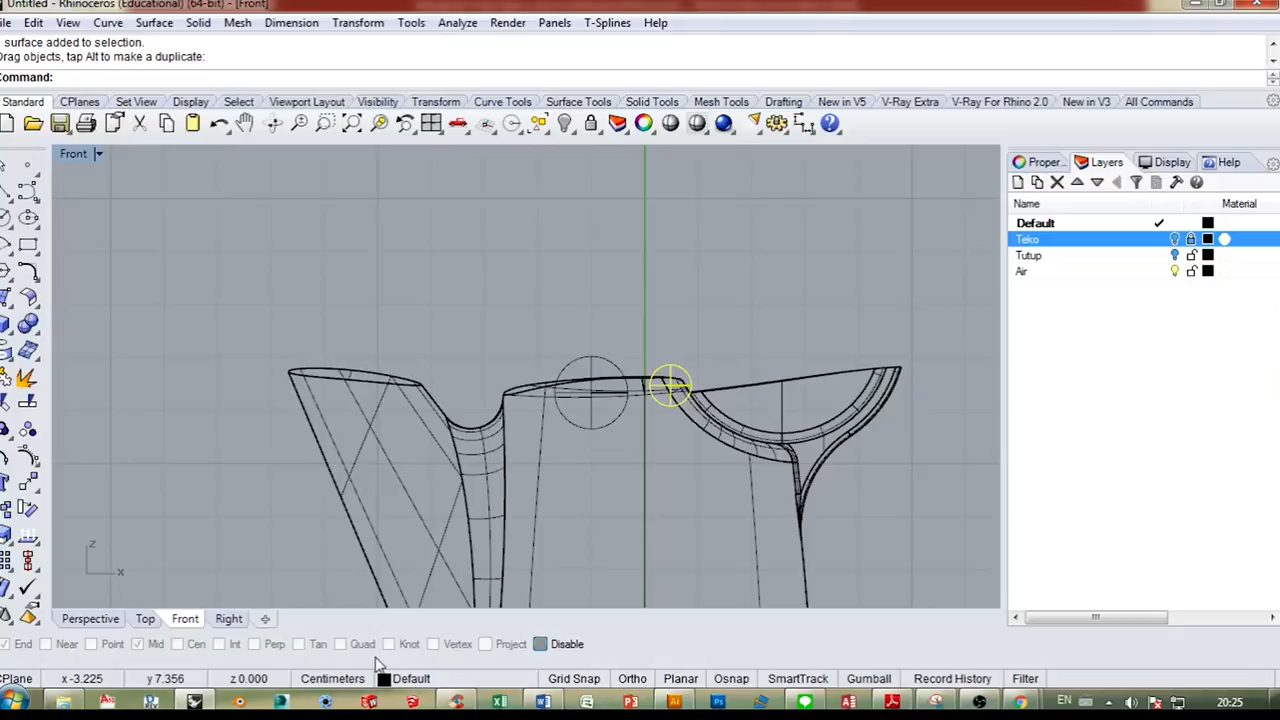 Untitled - Rhinoceros (Educational) (64-bit) - [Front]
File Edit View Curve Surface Solid Mesh Dimension Transform Tools Analyze Render Panels T-Splines Help
surface added to selection.
Drag objects, tap Alt to make a duplicate:
Command:
Standard CPlanes Set View Display Select Viewport Layout Visibility Transform Curve Tools Surface Tools Solid Tools Mesh Tools Drafting New in V5 V-Ray Extra V-Ray For Rhino 2.0 New in V3 All Commands
Front
Proper... Layers Display Help
Name Material
Default
Teko
Tutup
Air
z
x
Perspective Top Front Right
End Near Point Mid Cen Int Perp Tan Quad Knot Vertex Project Disable
CPlane x -3.225 y 7.356 z 0.000 Centimeters Default Grid Snap Ortho Planar Osnap SmartTrack Gumball Record History Filter
EN 20:25